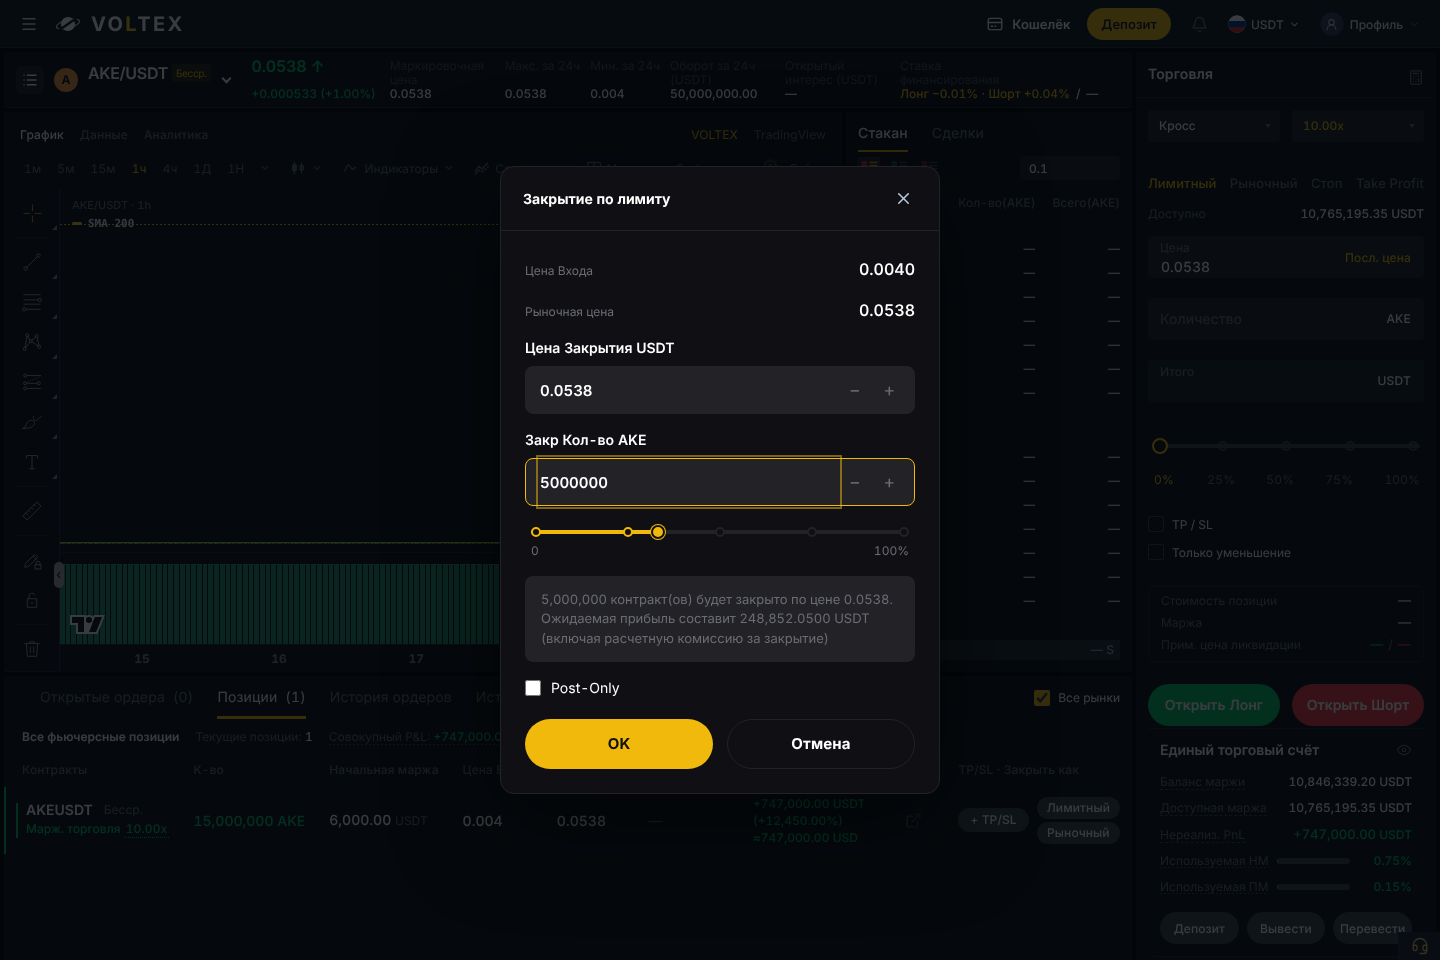 VOLTEX
Кошелёк
Депозит
USDT
Профиль
A
AKE/USDT
Бесср.
0.0538 ↑
+0.000533 (+1.00%)
Маркировочная цена
0.0538
Макс. за 24ч
0.0538
Мин. за 24ч
0.004
Оборот за 24ч (USDT)
50,000,000.00
Открытый интерес (USDT)
—
Ставка финансирования
Лонг −0.01% · Шорт +0.04% / —
Торговля
График
Данные
Аналитика
VOLTEX
TradingView
Стакан
Сделки
Кросс
10.00x
1м
5м
15м
1ч
4ч
1Д
1Н
Индикаторы
0.1
AKE/USDT · 1h
SMA 200
Кол-во(AKE)
Всего(AKE)
Лимитный
Рыночный
Стоп
Take Profit
Доступно
10,765,195.35 USDT
Цена
0.0538
Посл. цена
Количество
AKE
Итого
USDT
0%
25%
50%
75%
100%
TP / SL
Только уменьшение
Стоимость позиции
—
Маржа
—
Прим. цена ликвидации
— / —
Открыть Лонг
Открыть Шорт
15
16
17
— S
Закрытие по лимиту
Цена Входа
0.0040
Рыночная цена
0.0538
Цена Закрытия USDT
0.0538
− +
Закр Кол-во AKE
5000000
− +
0
100%
5,000,000 контракт(ов) будет закрыто по цене 0.0538.
Ожидаемая прибыль составит 248,852.0500 USDT
(включая расчетную комиссию за закрытие)
Post-Only
OK
Отмена
Открытые ордера (0)
Позиции (1)
История ордеров
Все рынки
Все фьючерсные позиции
Текущие позиции: 1
Совокупный P&L: +747,000.0
Контракты
К-во
Начальная маржа
TP/SL · Закрыть как
AKEUSDT Бесср.
Марж. торговля 10.00x
15,000,000 AKE
6,000.00 USDT
0.004
0.0538
—
+747,000.00 USDT
(+12,450.00%)
≈747,000.00 USD
+ TP/SL
Лимитный
Рыночный
Единый торговый счёт
Баланс маржи
10,846,339.20 USDT
Доступная маржа
10,765,195.35 USDT
Нереализ. PnL
+747,000.00 USDT
Используемая НМ
0.75%
Используемая ПМ
0.15%
Депозит
Вывести
Перевести